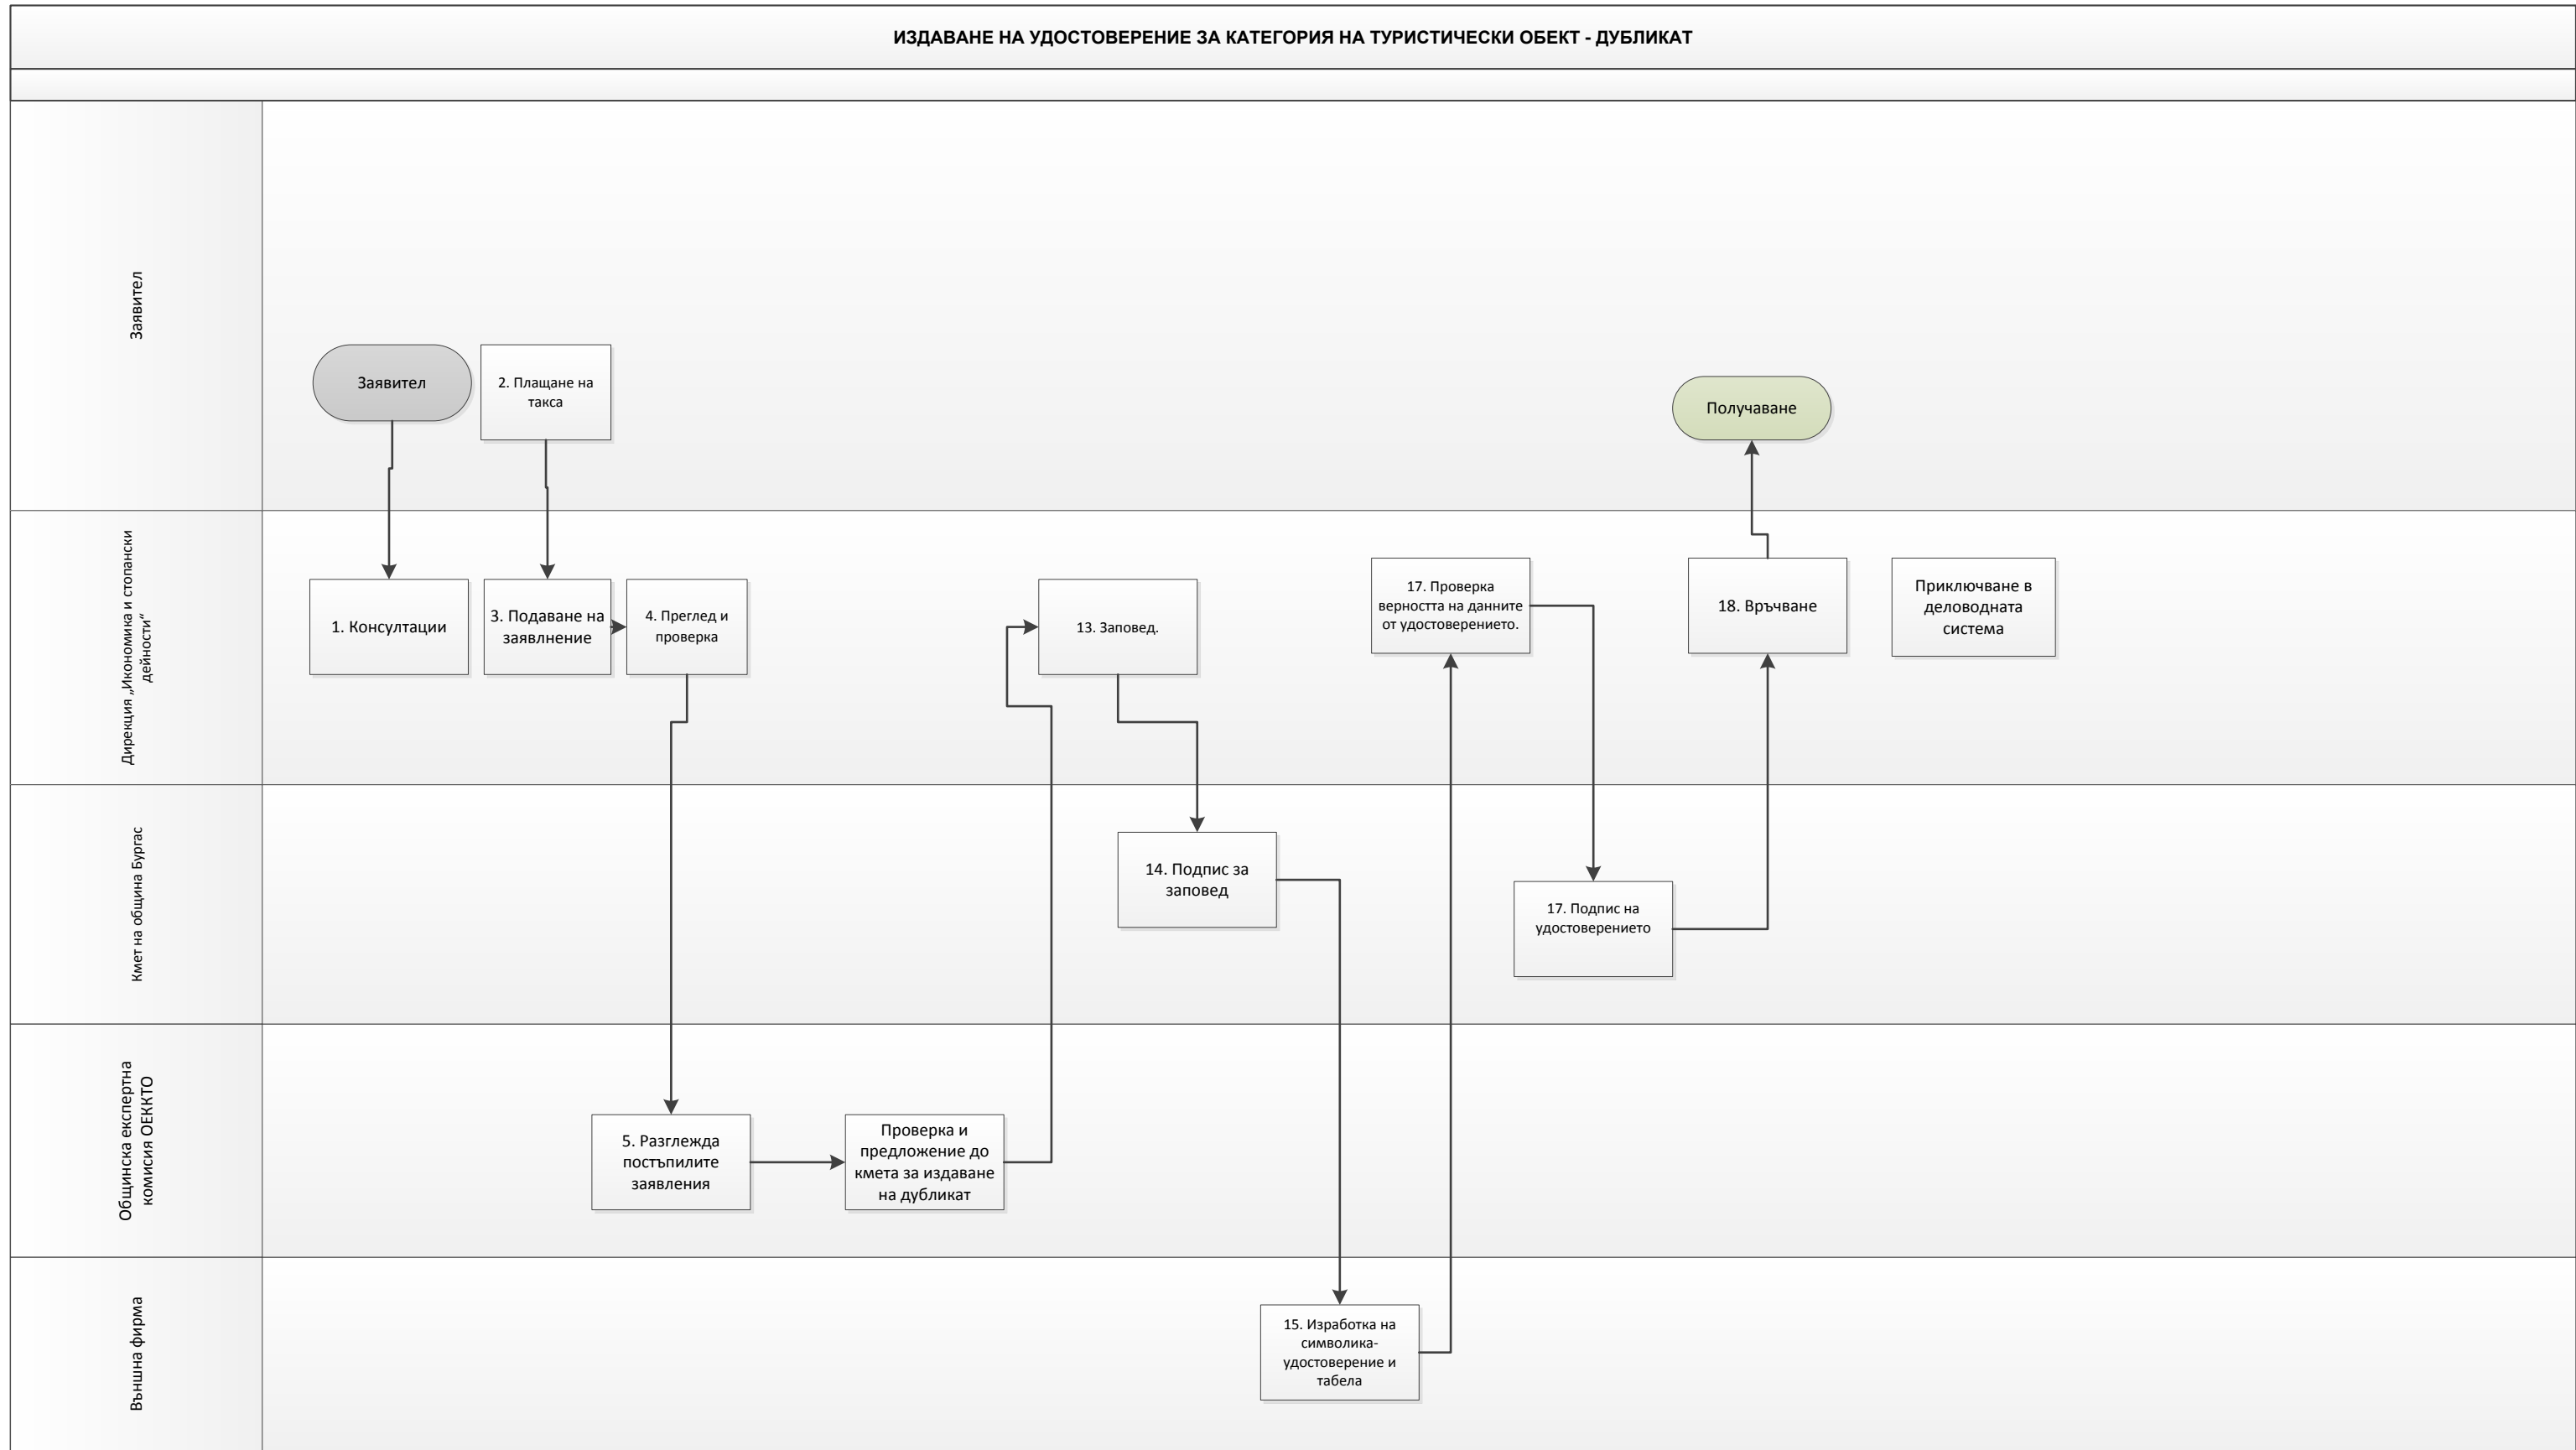 ИЗДАВАНЕ НА УДОСТОВЕРЕНИЕ ЗА КАТЕГОРИЯ НА ТУРИСТИЧЕСКИ ОБЕКТ - ДУБЛИКАТ
Заявител
Заявител
2. Плащане на
такса
Получаване
Дирекция „Икономика и стопански
дейности“
1. Консултации
3. Подаване на
заявлнение
4. Преглед и
проверка
13. Заповед.
17. Проверка
верността на данните
от удостоверението.
18. Връчване
Приключване в
деловодната
система
Кмет на община Бургас
14. Подпис за
заповед
17. Подпис на
удостоверението
Общинска експертна
комисия ОЕККТО
5. Разглежда
постъпилите
заявления
Проверка и
предложение до
кмета за издаване
на дубликат
Външна фирма
15. Изработка на
символика-
удостоверение и
табела